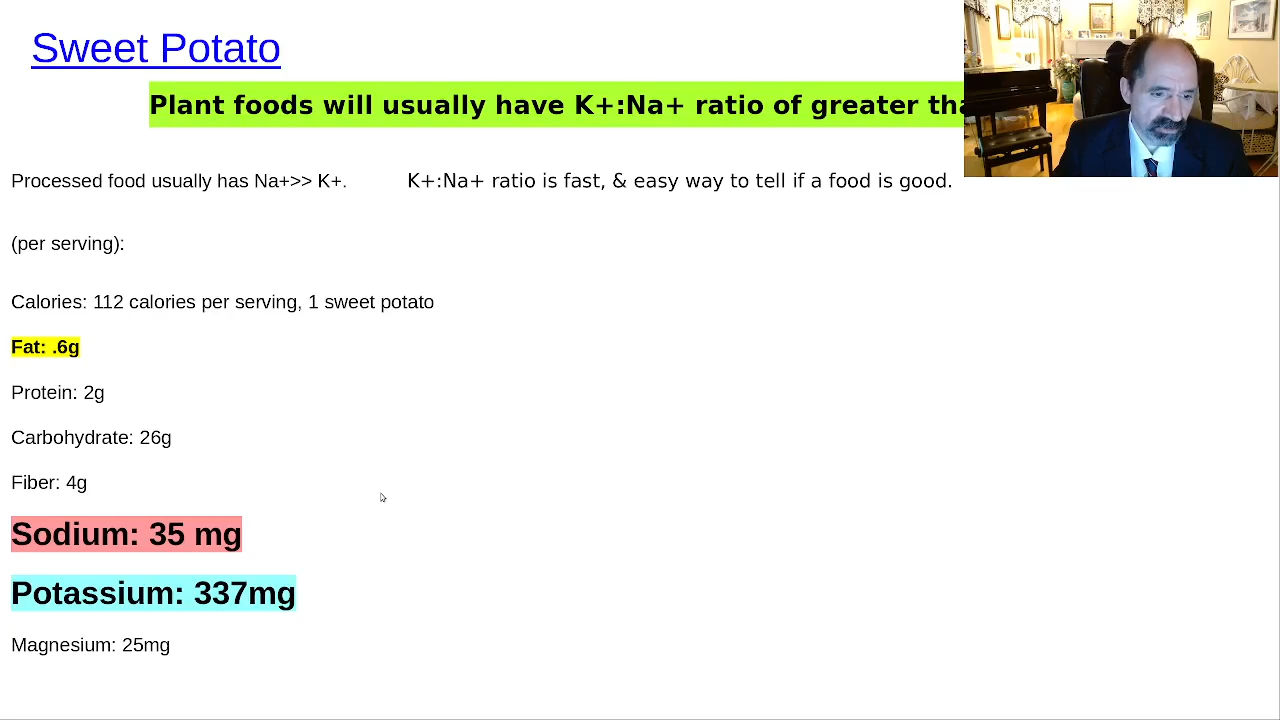 Sweet Potato
Plant foods will usually have K+:Na+ ratio of greater
Processed food usually has Na+>> K+. K+:Na+ ratio is fast, & easy way to tell if a food is good.
(per serving):
Calories: 112 calories per serving, 1 sweet potato
Fat: .6g
Protein: 2g
Carbohydrate: 26g
Fiber: 4g
Sodium: 35 mg
Potassium: 337mg
Magnesium: 25mg